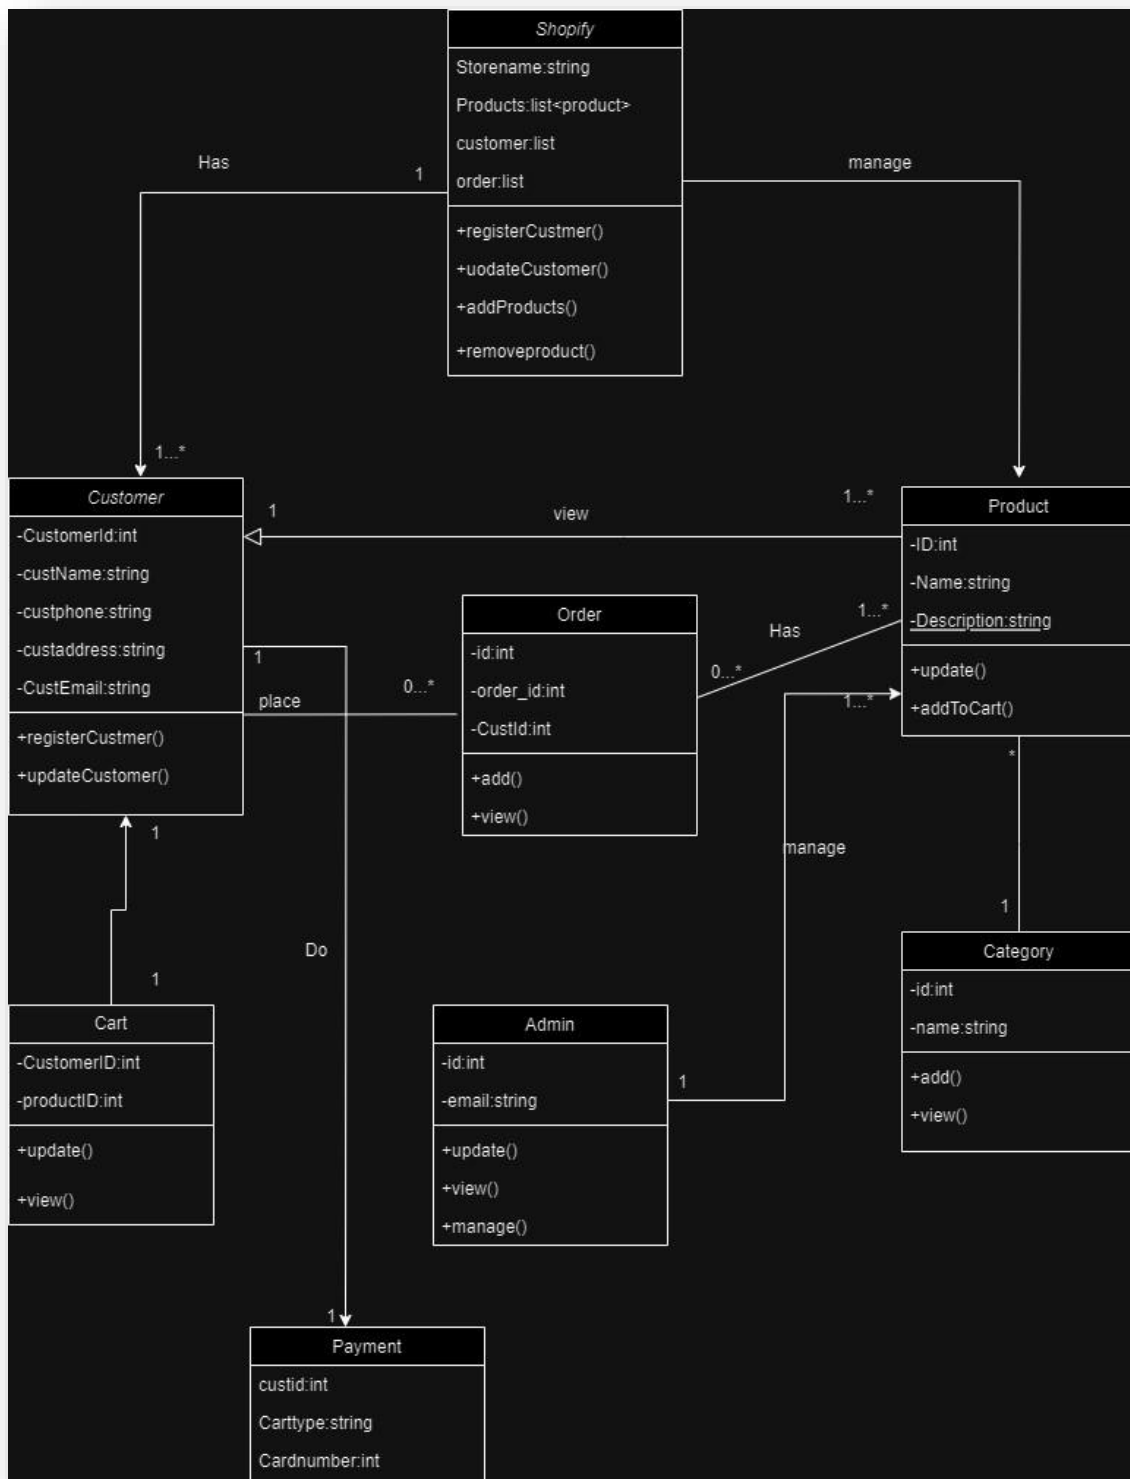 Shopify
Storename:string
Products:list<product>
customer:list
order:list
+registerCustmer()
+uodateCustomer()
+addProducts()
+removeproduct()
Has
1
manage
1...*
Customer
-CustomerId:int
-custName:string
-custphone:string
-custaddress:string
-CustEmail:string
+registerCustmer()
+updateCustomer()
1
view
1...*
Product
-ID:int
-Name:string
-Description:string
+update()
+addToCart()
Order
-id:int
-order_id:int
-CustId:int
+add()
+view()
1...*
Has
0...*
1
place
0...*
1...*
manage
*
1
Category
-id:int
-name:string
+add()
+view()
1
1
Cart
-CustomerID:int
-productID:int
+update()
+view()
Do
Admin
-id:int
-email:string
+update()
+view()
+manage()
1
1
Payment
custid:int
Carttype:string
Cardnumber:int